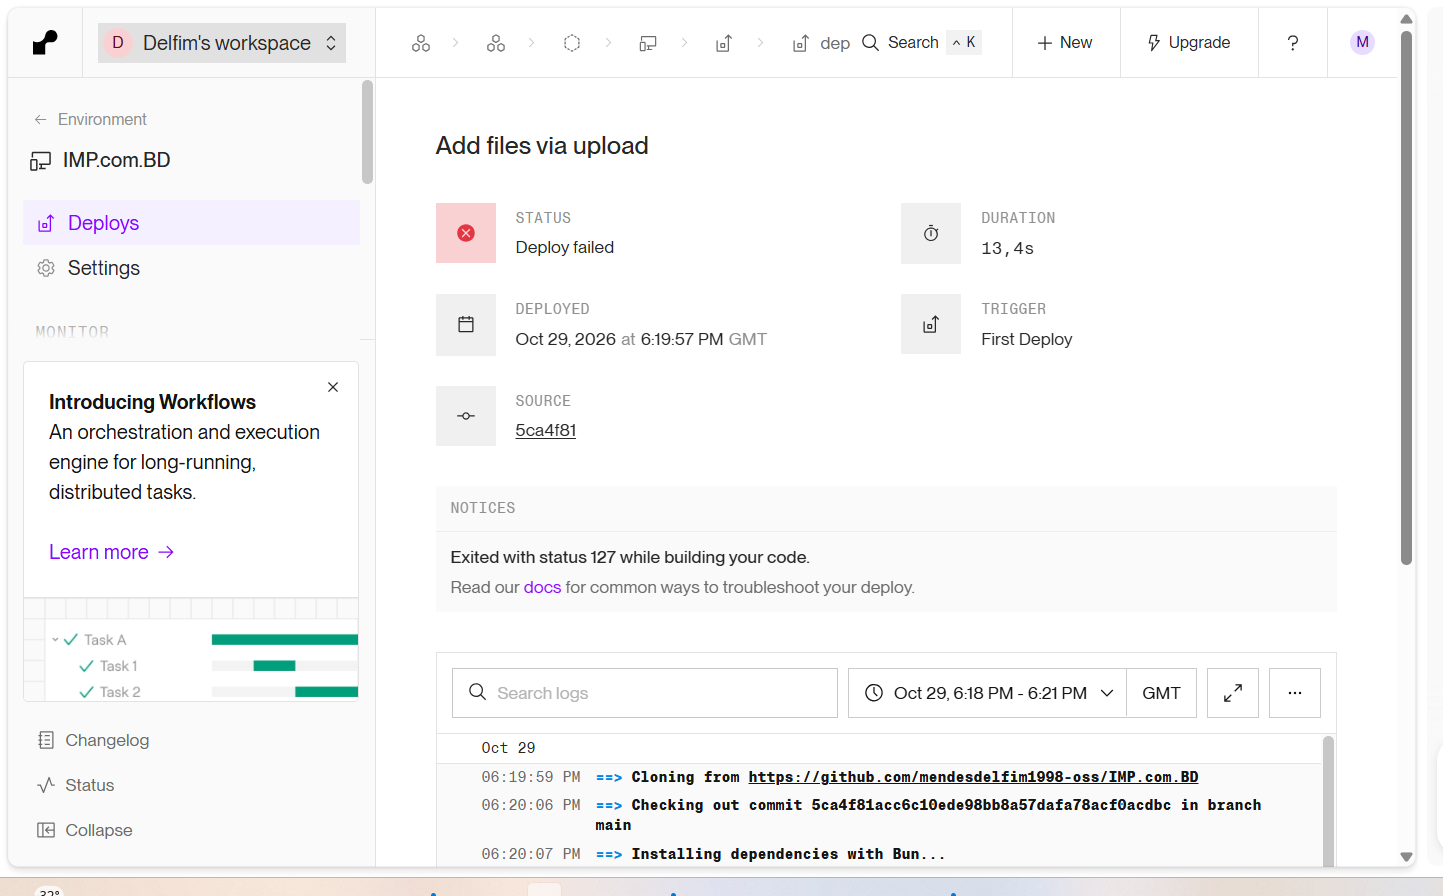 D Delfim's workspace
dep
Search
^ K
+ New
Upgrade
?
M
← Environment
IMP.com.BD
Deploys
Settings
MONITOR
Introducing Workflows
An orchestration and execution
engine for long-running,
distributed tasks.
Learn more →
Task A
Task 1
Task 2
Changelog
Status
Collapse
Add files via upload
STATUS
Deploy failed
DURATION
13,4s
DEPLOYED
Oct 29, 2026 at 6:19:57 PM GMT
TRIGGER
First Deploy
SOURCE
5ca4f81
NOTICES
Exited with status 127 while building your code.
Read our docs for common ways to troubleshoot your deploy.
Search logs
Oct 29, 6:18 PM - 6:21 PM
GMT
...
Oct 29
06:19:59 PM ==> Cloning from https://github.com/mendesdelfim1998-oss/IMP.com.BD
06:20:06 PM ==> Checking out commit 5ca4f81acc6c10ede98bb8a57dafa78acf0acdbc in branch
main
06:20:07 PM ==> Installing dependencies with Bun...
32°